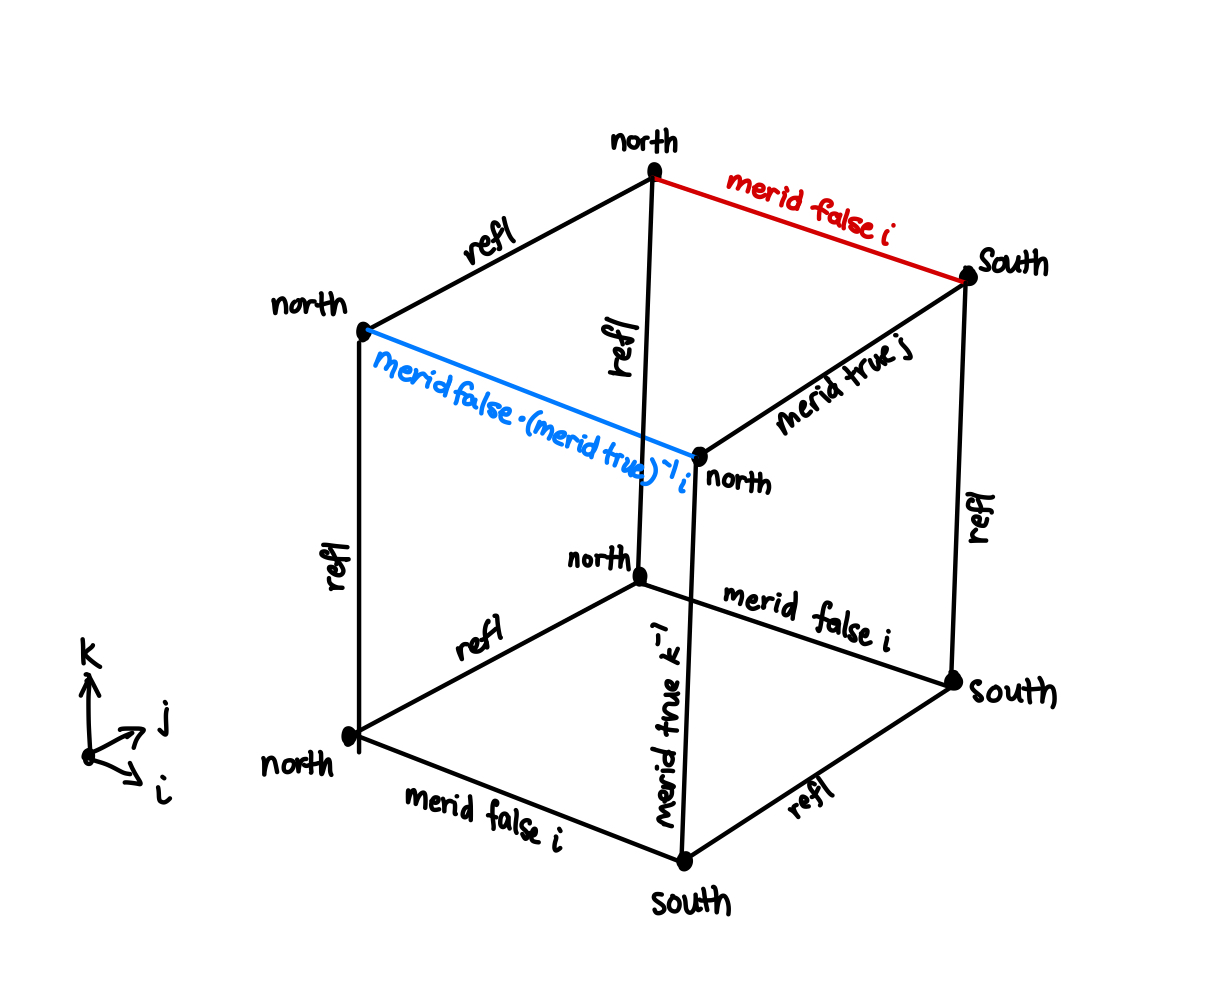 north
merid false i
south
refl
north
refl
merid true j
merid false · (merid true)⁻¹ i
north
refl
refl
north
merid false i
refl
merid true k⁻¹
south
k
j
i
north
merid false i
refl
south